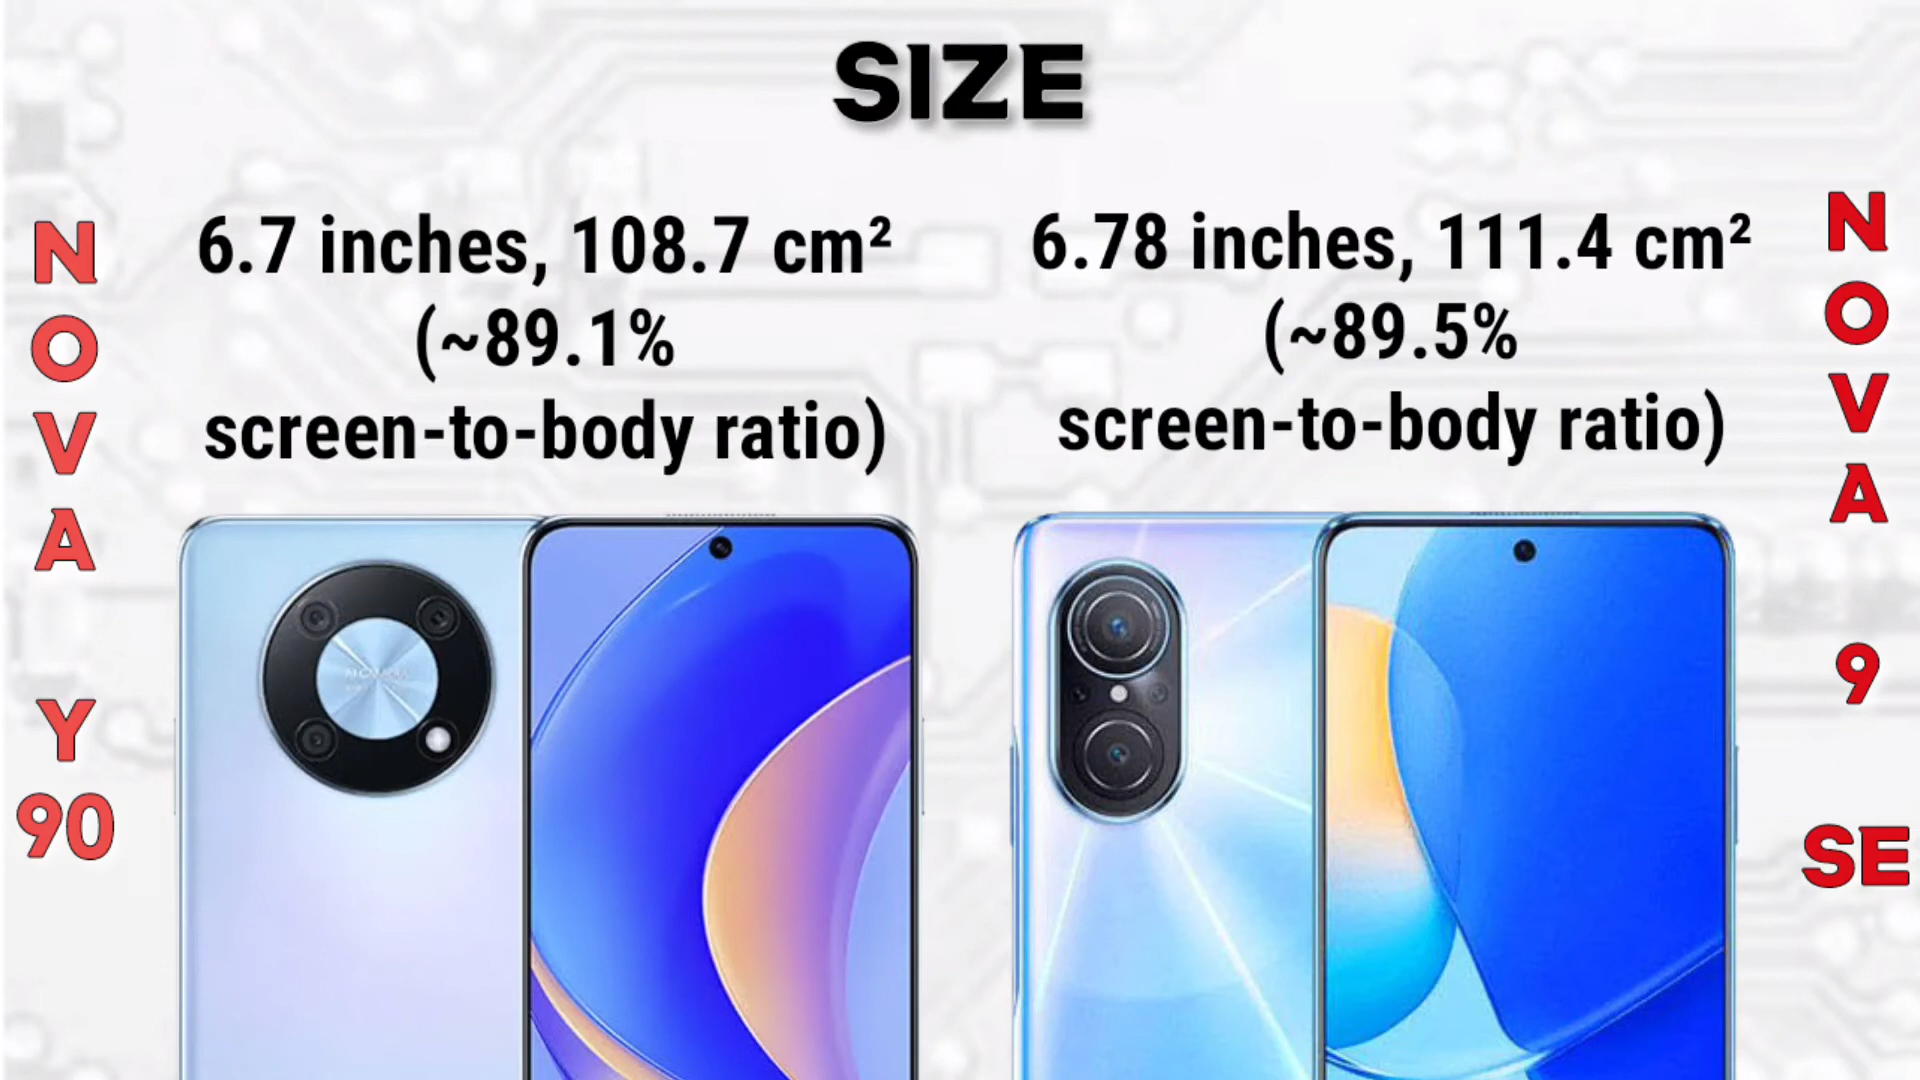 SIZE
NOVA Y90
6.7 inches, 108.7 cm²
(~89.1%
screen-to-body ratio)
6.78 inches, 111.4 cm²
(~89.5%
screen-to-body ratio)
NOVA 9 SE